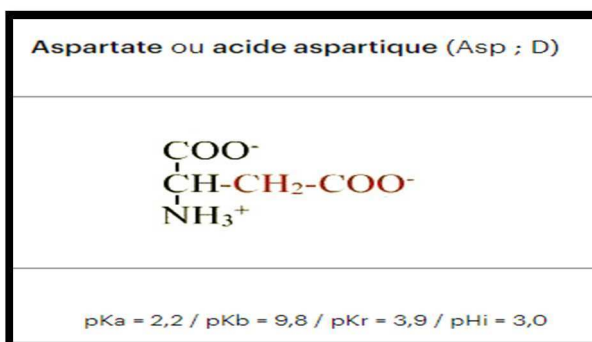 Aspartate ou acide aspartique (Asp ; D)
COO-
CH-CH₂-COO-
NH₃+
pKa = 2,2 / pKb = 9,8 / pKr = 3,9 / pHi = 3,0